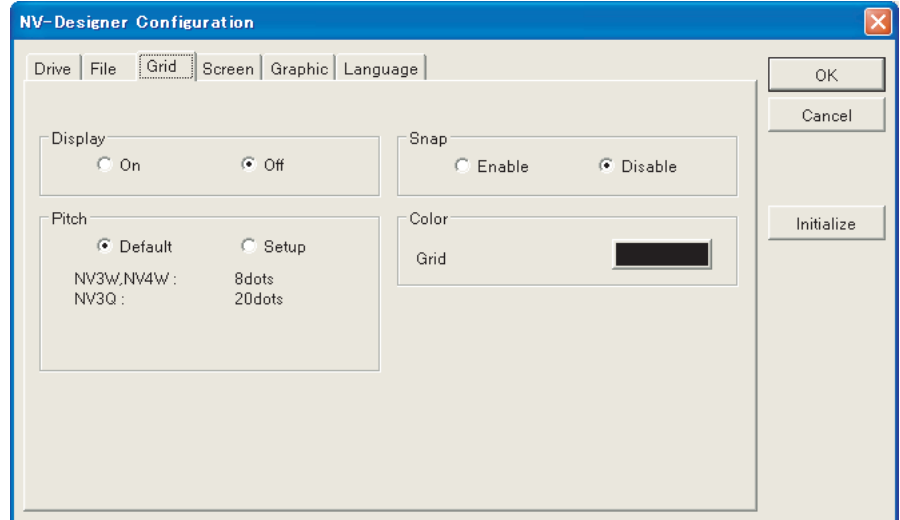 NV-Designer Configuration
Drive File Grid Screen Graphic Language
OK
Cancel
Initialize
Display
On Off
Snap
Enable Disable
Pitch
Default Setup
NV3W,NV4W : 8dots
NV3Q : 20dots
Color
Grid